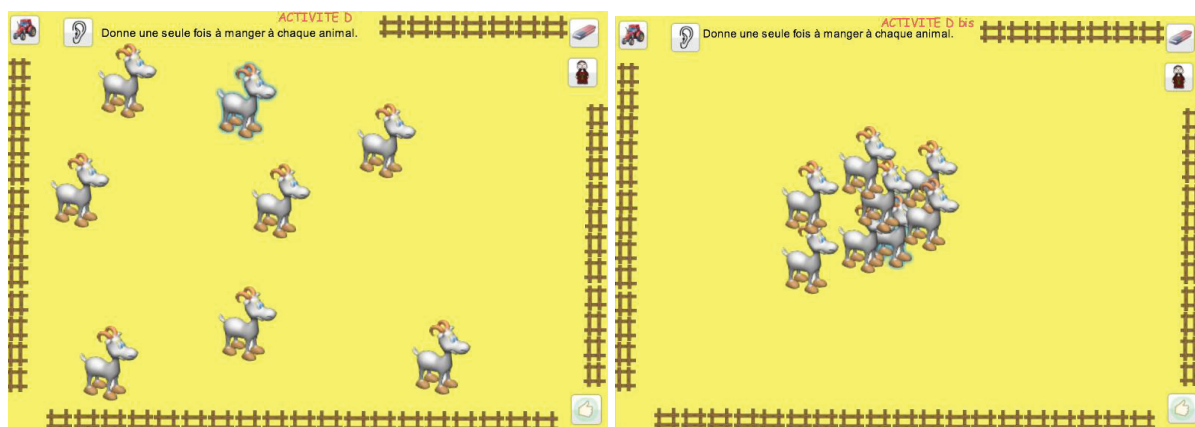 ACTIVITE D
Donne une seule fois à manger à chaque animal.
ACTIVITE D bis
Donne une seule fois à manger à chaque animal.